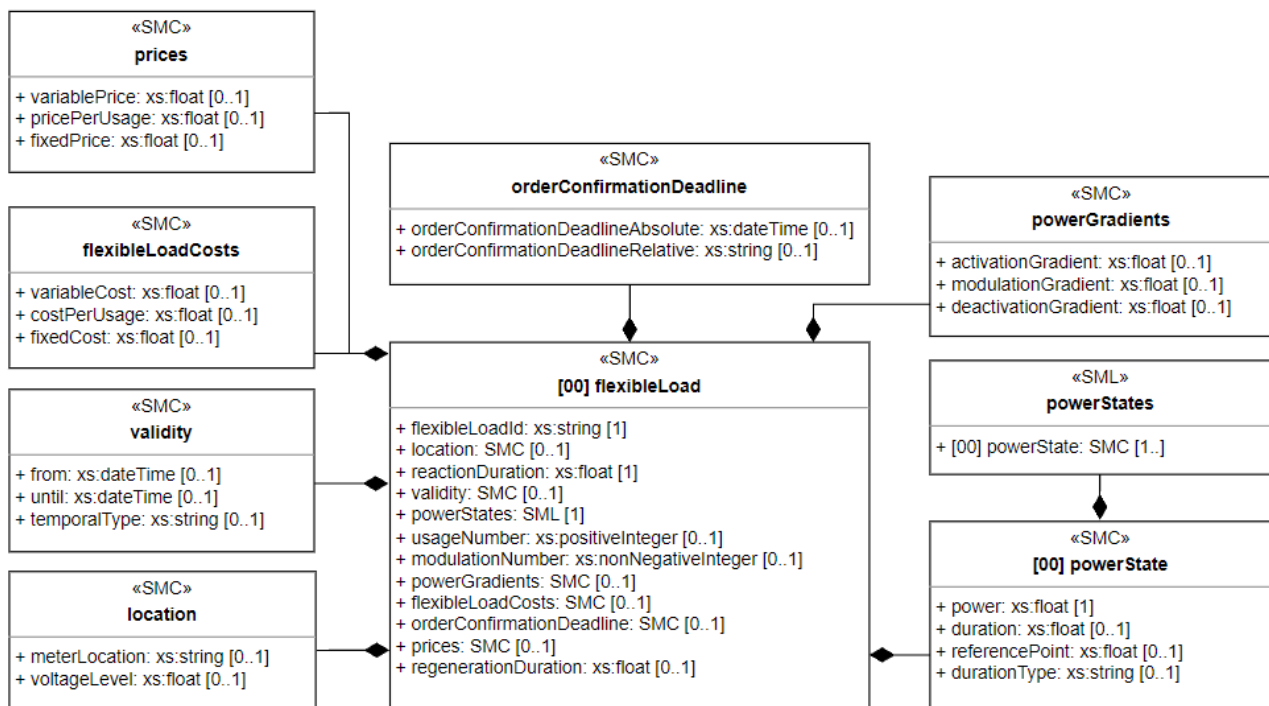 «SMC»
prices
+ variablePrice: xs:float [0..1]
+ pricePerUsage: xs:float [0..1]
+ fixedPrice: xs:float [0..1]
«SMC»
flexibleLoadCosts
+ variableCost: xs:float [0..1]
+ costPerUsage: xs:float [0..1]
+ fixedCost: xs:float [0..1]
«SMC»
validity
+ from: xs:dateTime [0..1]
+ until: xs:dateTime [0..1]
+ temporalType: xs:string [0..1]
«SMC»
location
+ meterLocation: xs:string [0..1]
+ voltageLevel: xs:float [0..1]
«SMC»
orderConfirmationDeadline
+ orderConfirmationDeadlineAbsolute: xs:dateTime [0..1]
+ orderConfirmationDeadlineRelative: xs:string [0..1]
«SMC»
[00] flexibleLoad
+ flexibleLoadId: xs:string [1]
+ location: SMC [0..1]
+ reactionDuration: xs:float [1]
+ validity: SMC [0..1]
+ powerStates: SML [1]
+ usageNumber: xs:positiveInteger [0..1]
+ modulationNumber: xs:nonNegativeInteger [0..1]
+ powerGradients: SMC [0..1]
+ flexibleLoadCosts: SMC [0..1]
+ orderConfirmationDeadline: SMC [0..1]
+ prices: SMC [0..1]
+ regenerationDuration: xs:float [0..1]
«SMC»
powerGradients
+ activationGradient: xs:float [0..1]
+ modulationGradient: xs:float [0..1]
+ deactivationGradient: xs:float [0..1]
«SML»
powerStates
+ [00] powerState: SMC [1..]
«SMC»
[00] powerState
+ power: xs:float [1]
+ duration: xs:float [0..1]
+ referencePoint: xs:float [0..1]
+ durationType: xs:string [0..1]